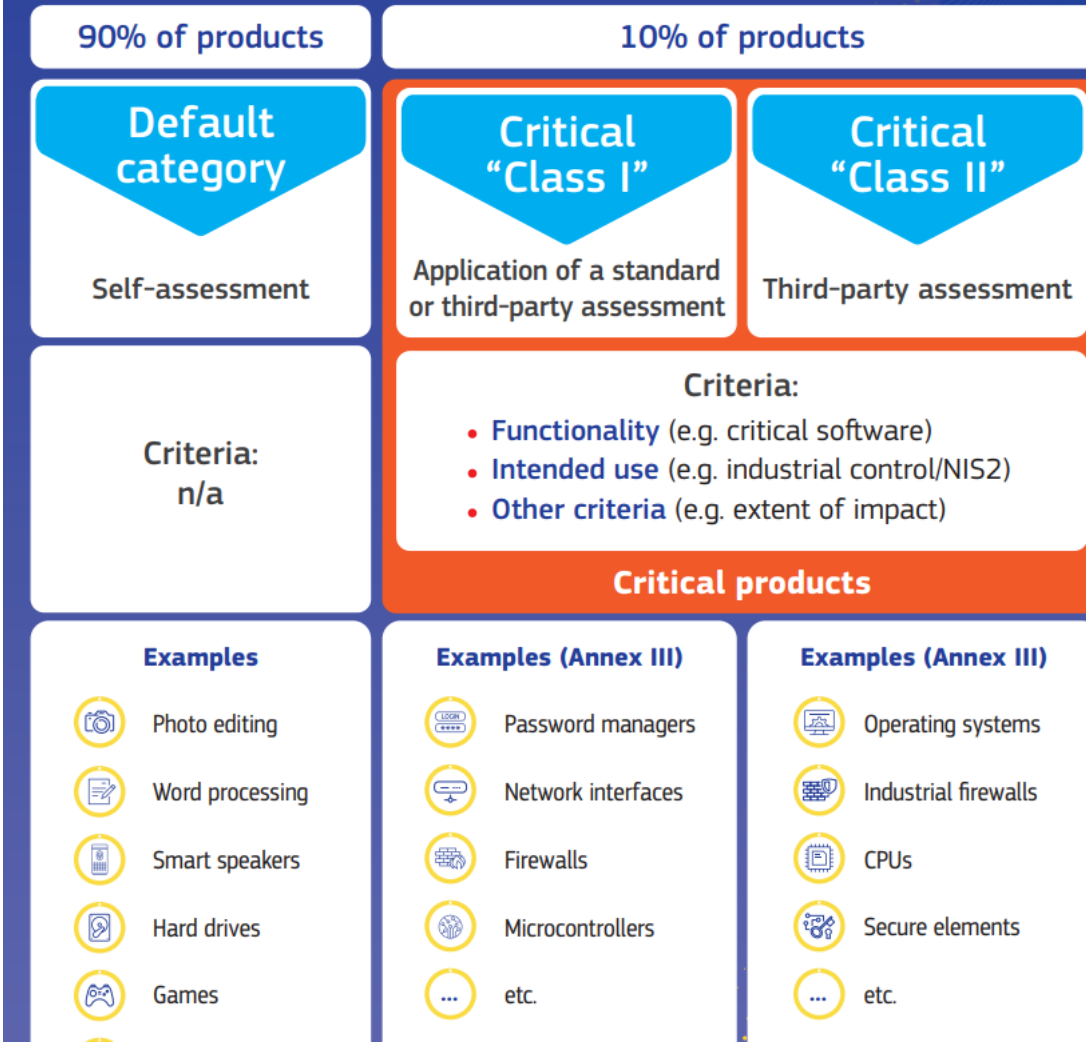 90% of products
10% of products
Default
category
Self-assessment
Critical
“Class I”
Application of a standard
or third-party assessment
Critical
“Class II”
Third-party assessment
Criteria:
n/a
Criteria:
• Functionality (e.g. critical software)
• Intended use (e.g. industrial control/NIS2)
• Other criteria (e.g. extent of impact)
Critical products
Examples
Photo editing
Word processing
Smart speakers
Hard drives
Games
Examples (Annex III)
LOGIN
****
Password managers
Network interfaces
Firewalls
Microcontrollers
... etc.
Examples (Annex III)
Operating systems
Industrial firewalls
CPUs
Secure elements
... etc.